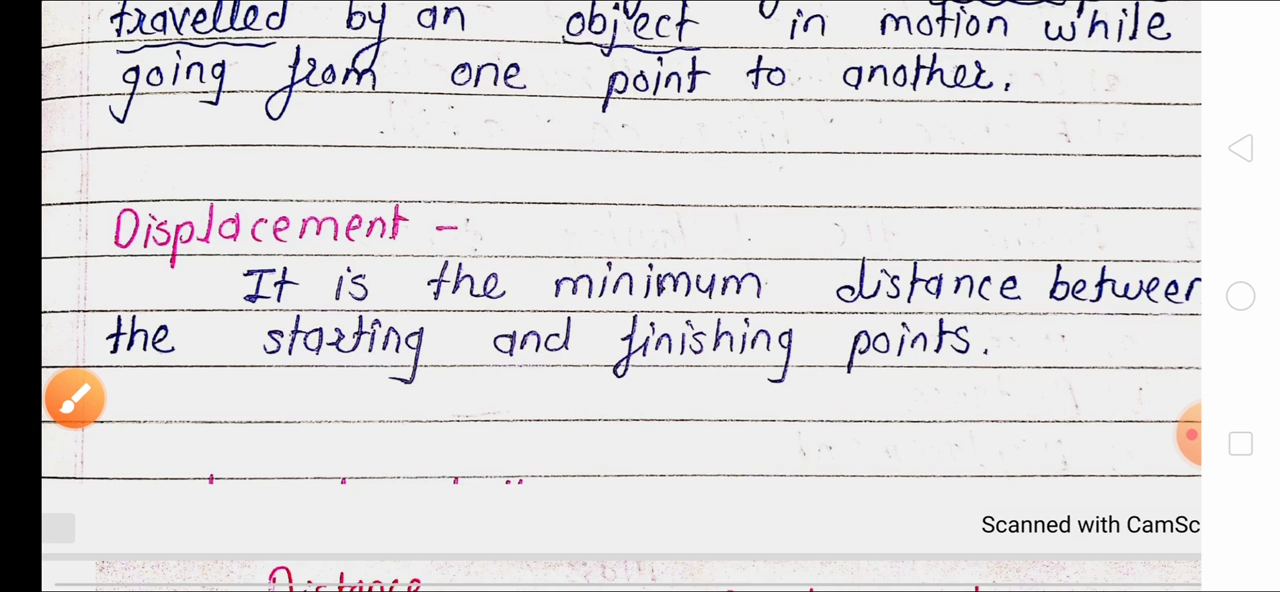 travelled by an object in motion while
going from one point to another.
Displacement -
It is the minimum distance between
the starting and finishing points.
Scanned with CamSc
Distance